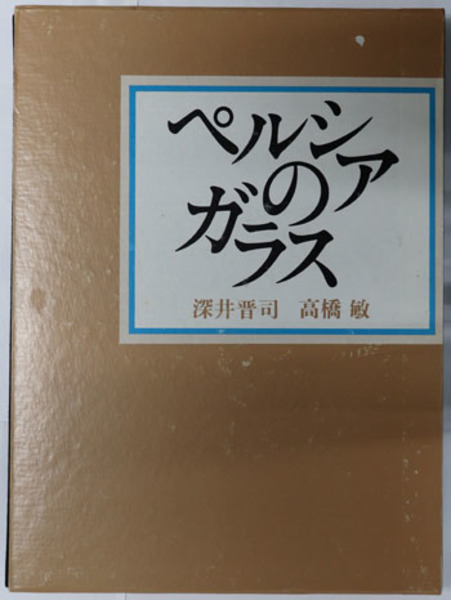 ペルシア
の
ガラス
深井晋司 高橋敏